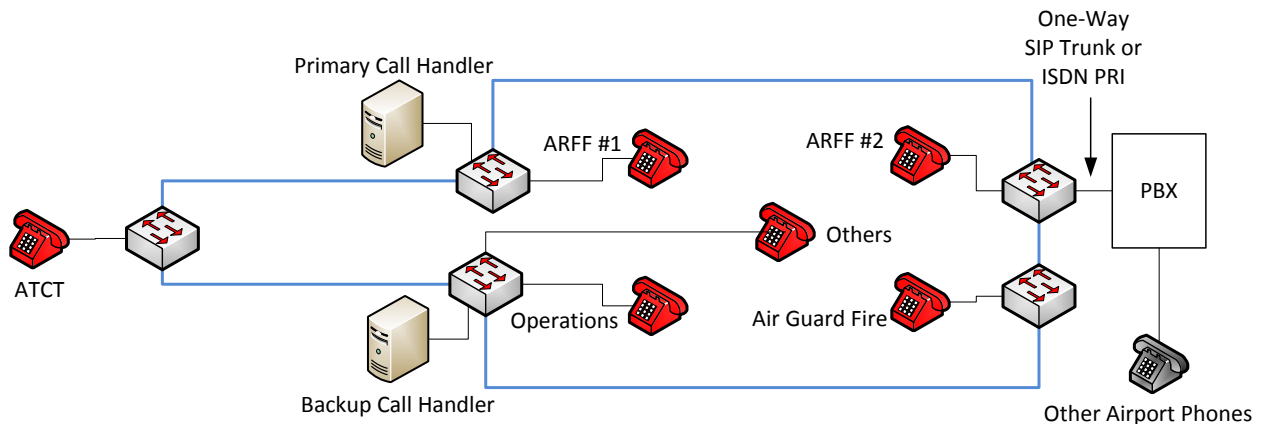 One-Way
SIP Trunk or
ISDN PRI
Primary Call Handler
ARFF #1
ARFF #2
PBX
ATCT
Others
Operations
Air Guard Fire
Backup Call Handler
Other Airport Phones